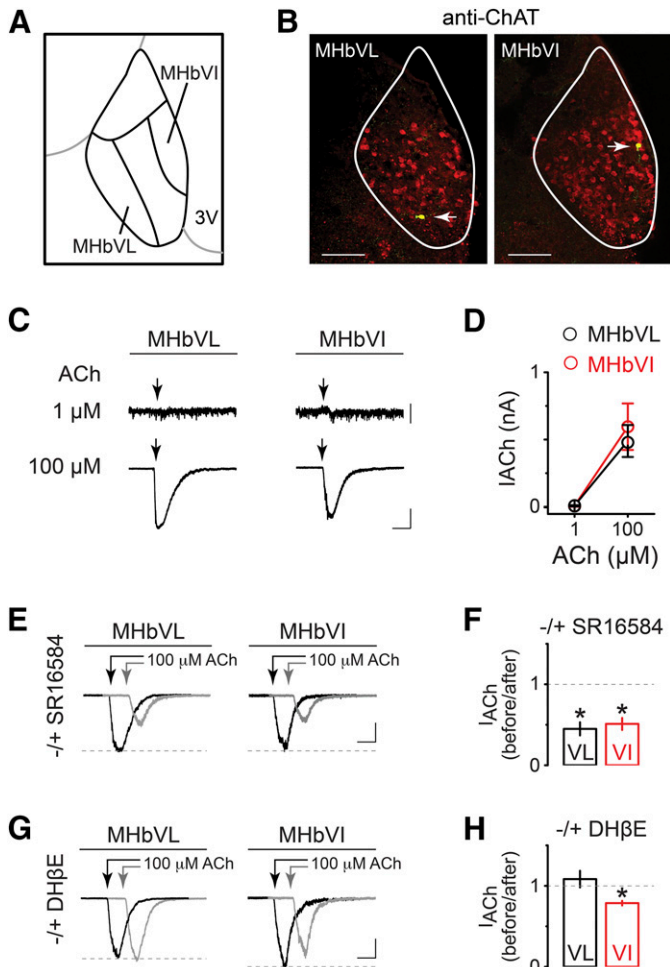 A
MHbVI
MHbVL
3V
B
anti-ChAT
MHbVL
MHbVI
C
MHbVL
MHbVI
ACh
1 µM
100 µM
D
MHbVL
MHbVI
1
IACh (nA)
0
1
100
ACh (µM)
E
-/+ SR16584
MHbVL
MHbVI
100 µM ACh
100 µM ACh
F
-/+ SR16584
IACh
(before/after)
1
0
*
*
VL
VI
G
-/+ DHβE
MHbVL
MHbVI
100 µM ACh
100 µM ACh
H
-/+ DHβE
IACh
(before/after)
1
0
*
VL
VI